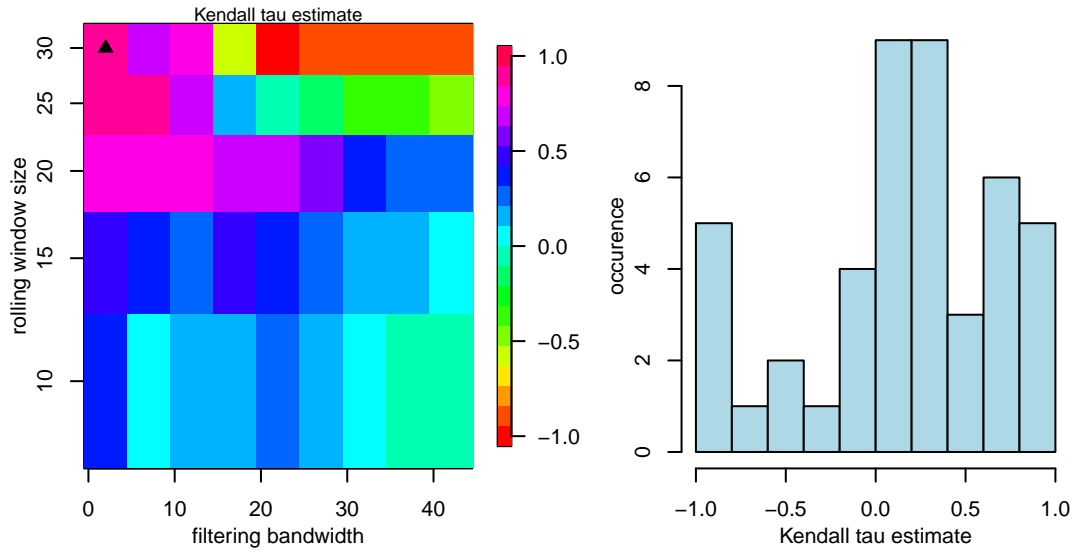 Kendall tau estimate
rolling window size
30
25
20
15
10
0 10 20 30 40
filtering bandwidth
1.0
0.5
0.0
−0.5
−1.0
occurence
8
6
4
2
0
−1.0 −0.5 0.0 0.5 1.0
Kendall tau estimate